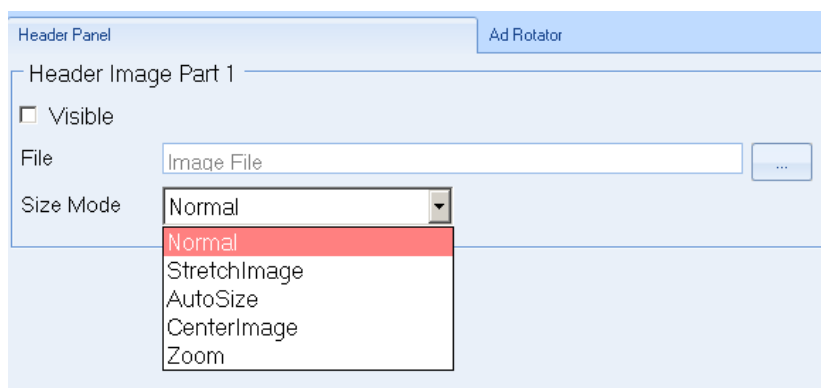 Header Panel Ad Rotator
Header Image Part 1
Visible
File Image File ...
Size Mode Normal
Normal
StretchImage
AutoSize
CenterImage
Zoom